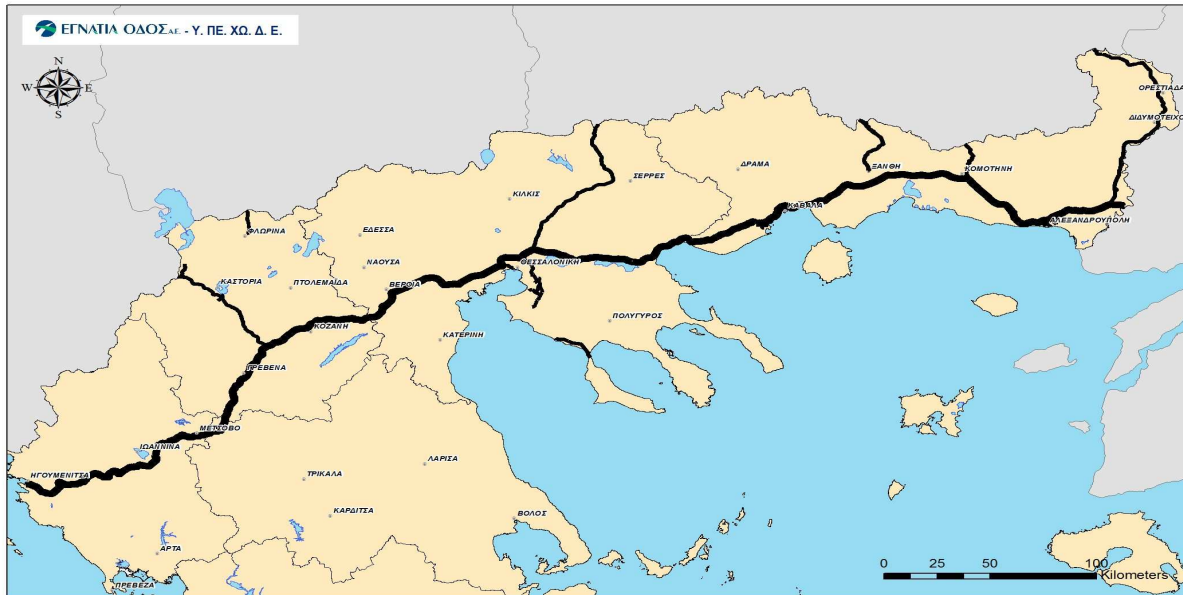 ΕΓΝΑΤΙΑ ΟΔΟΣ Α.Ε. - Υ. ΠΕ. ΧΩ. Δ. Ε.
N
W E
S
ΟΡΕΣΤΙΑΔΑ
ΔΙΔΥΜΟΤΕΙΧΟ
ΔΡΑΜΑ
ΞΑΝΘΗ
ΚΟΜΟΤΗΝΗ
ΣΕΡΡΕΣ
ΚΙΛΚΙΣ
ΚΑΒΑΛΑ
ΑΛΕΞΑΝΔΡΟΥΠΟΛΗ
ΦΛΩΡΙΝΑ
ΕΔΕΣΣΑ
ΘΕΣΣΑΛΟΝΙΚΗ
ΝΑΟΥΣΑ
ΚΑΣΤΟΡΙΑ
ΠΤΟΛΕΜΑΪΔΑ
ΒΕΡΟΙΑ
ΠΟΛΥΓΥΡΟΣ
ΚΟΖΑΝΗ
ΚΑΤΕΡΙΝΗ
ΓΡΕΒΕΝΑ
ΜΕΤΣΟΒΟ
ΙΩΑΝΝΙΝΑ
ΗΓΟΥΜΕΝΙΤΣΑ
ΛΑΡΙΣΑ
ΤΡΙΚΑΛΑ
ΚΑΡΔΙΤΣΑ
ΒΟΛΟΣ
ΑΡΤΑ
ΠΡΕΒΕΖΑ
0 25 50 100
Kilometers